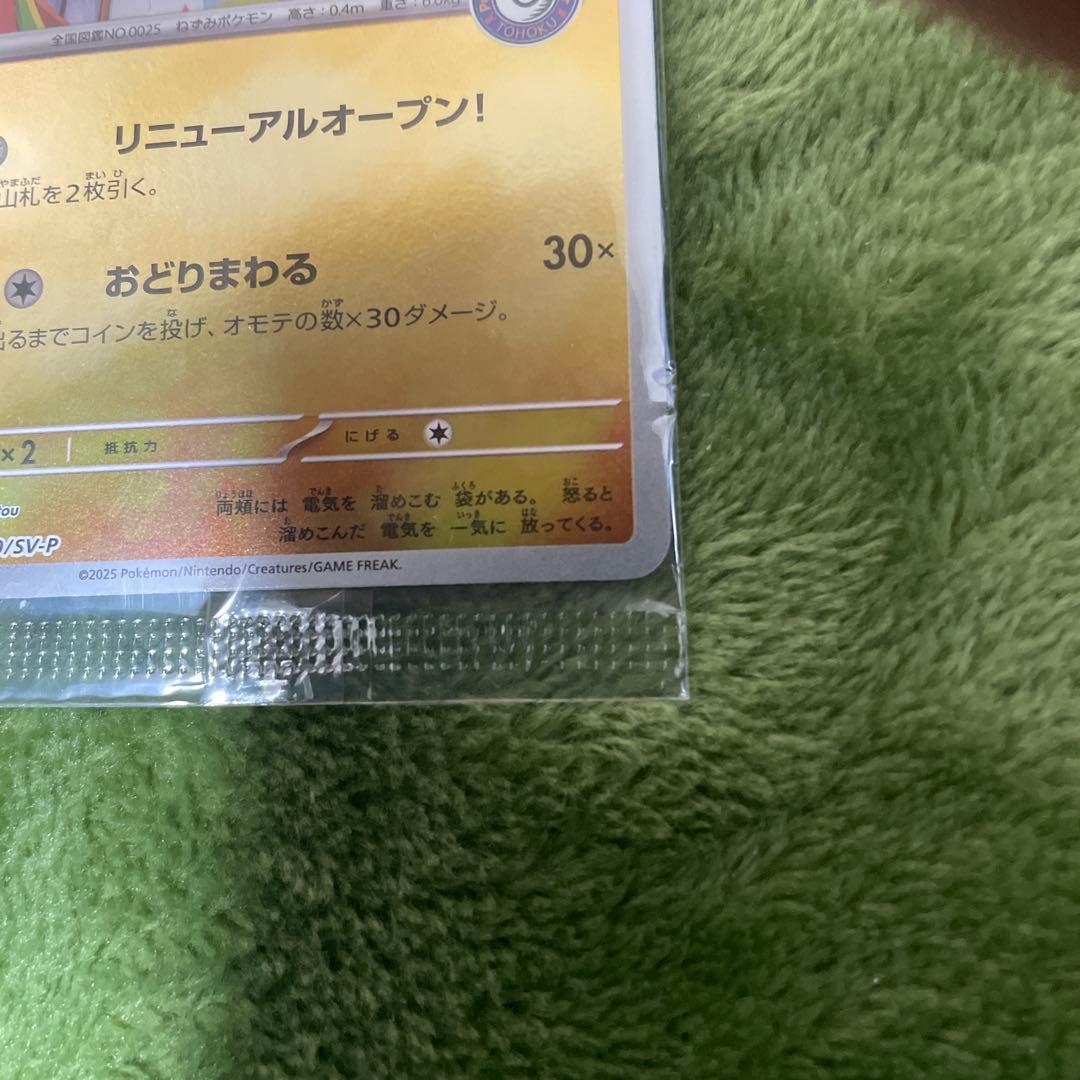 全国図鑑NO.0025 ねずみポケモン 高さ:0.4m 重さ:6.0kg
TOHOKU
リニューアルオープン!
山札を2枚引く。
おどりまわる 30×
出るまでコインを投げ、オモテの数×30ダメージ。
×2 抵抗力 にげる
両頬には 電気を 溜めこむ 袋がある。 怒ると
溜めこんだ 電気を 一気に 放ってくる。
/SV-P
©2025 Pokémon/Nintendo/Creatures/GAME FREAK.